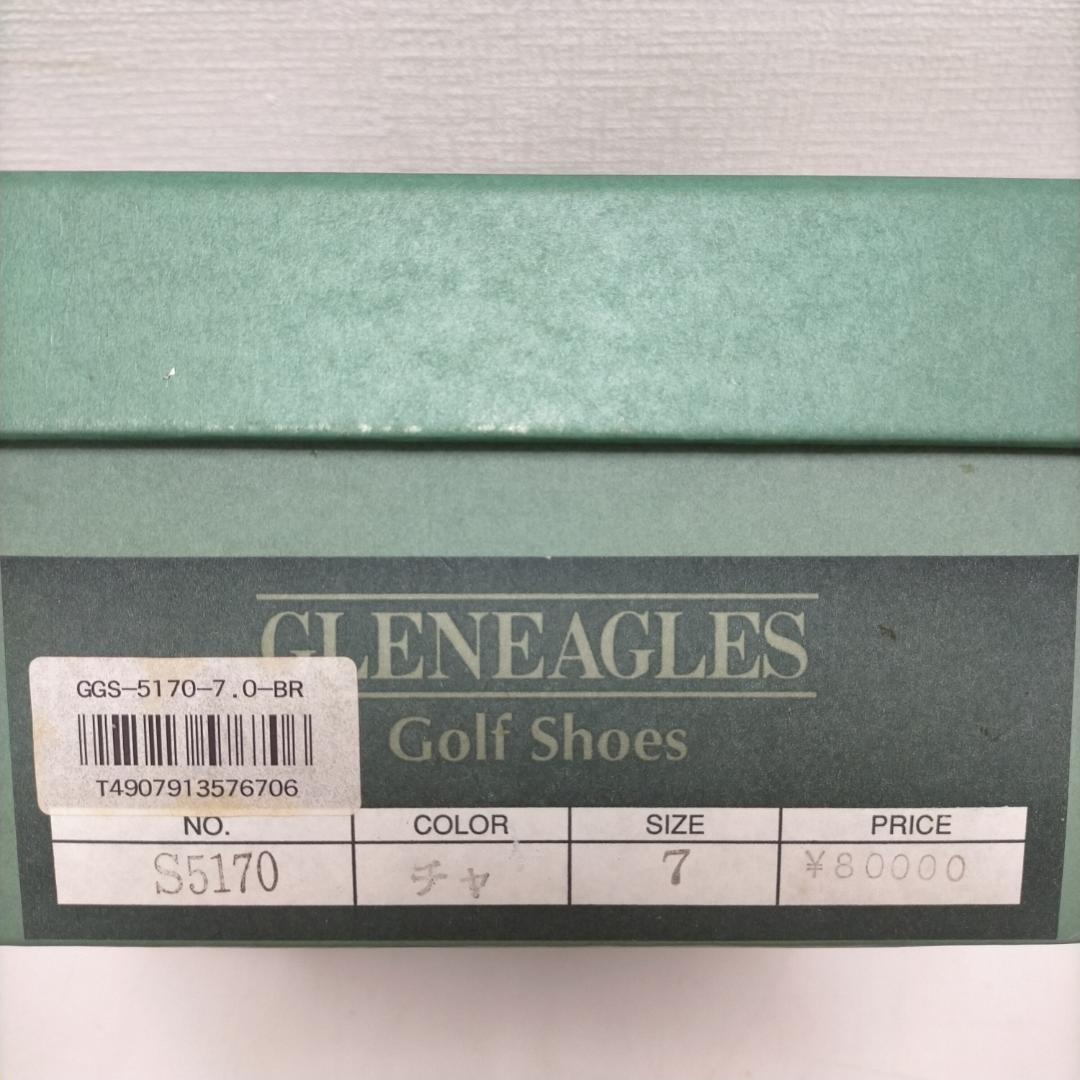 GLENEAGLES
Golf Shoes
GGS-5170-7.0-BR
T4907913576706
NO. COLOR SIZE PRICE
S5170 チャ 7 ¥80000